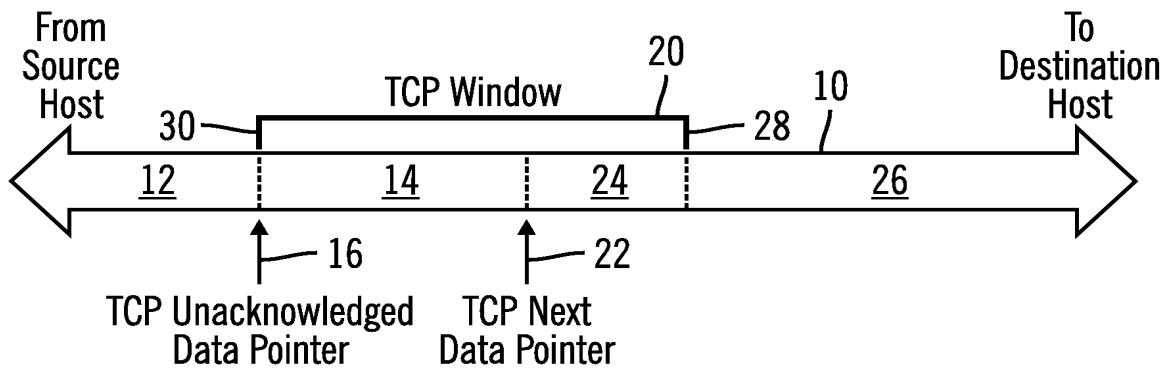 From
Source
Host
TCP Window
20
10
To
Destination
Host
30
28
12
14
24
26
16
22
TCP Unacknowledged
Data Pointer
TCP Next
Data Pointer